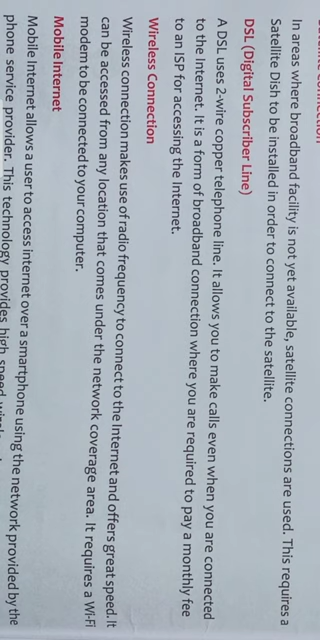 In areas where broadband facility is not yet available, satellite connections are used. This requires a
Satellite Dish to be installed in order to connect to the satellite.
DSL (Digital Subscriber Line)
A DSL uses 2-wire copper telephone line. It allows you to make calls even when you are connected
to the Internet. It is a form of broadband connection where you are required to pay a monthly fee
to an ISP for accessing the Internet.
Wireless Connection
Wireless connection makes use of radio frequency to connect to the Internet and offers great speed. It
can be accessed from any location that comes under the network coverage area. It requires a Wi-Fi
modem to be connected to your computer.
Mobile Internet
Mobile Internet allows a user to access internet over a smartphone using the network provided by the
phone service provider. This technology provides high speed